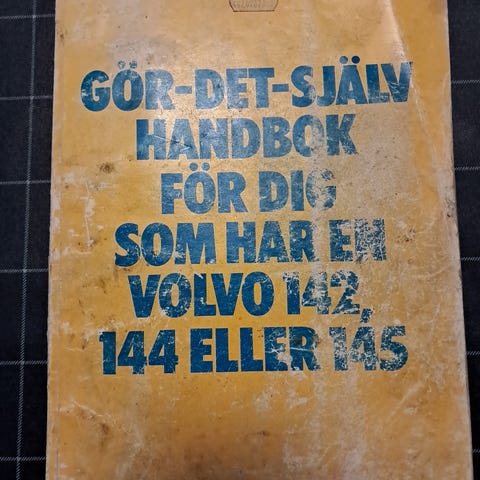 GÖR-DET-SJÄLV
HANDBOK
FÖR DIG
SOM HAR EN
VOLVO 142,
144 ELLER 145